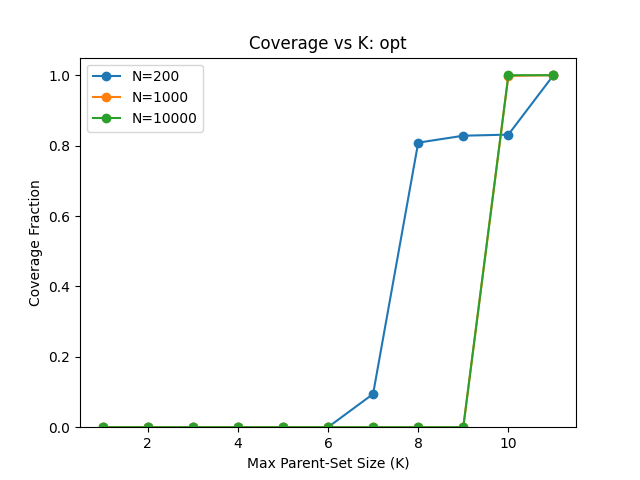 Coverage vs K: opt
N=200
N=1000
N=10000
Coverage Fraction
1.0
0.8
0.6
0.4
0.2
0.0
2 4 6 8 10
Max Parent-Set Size (K)